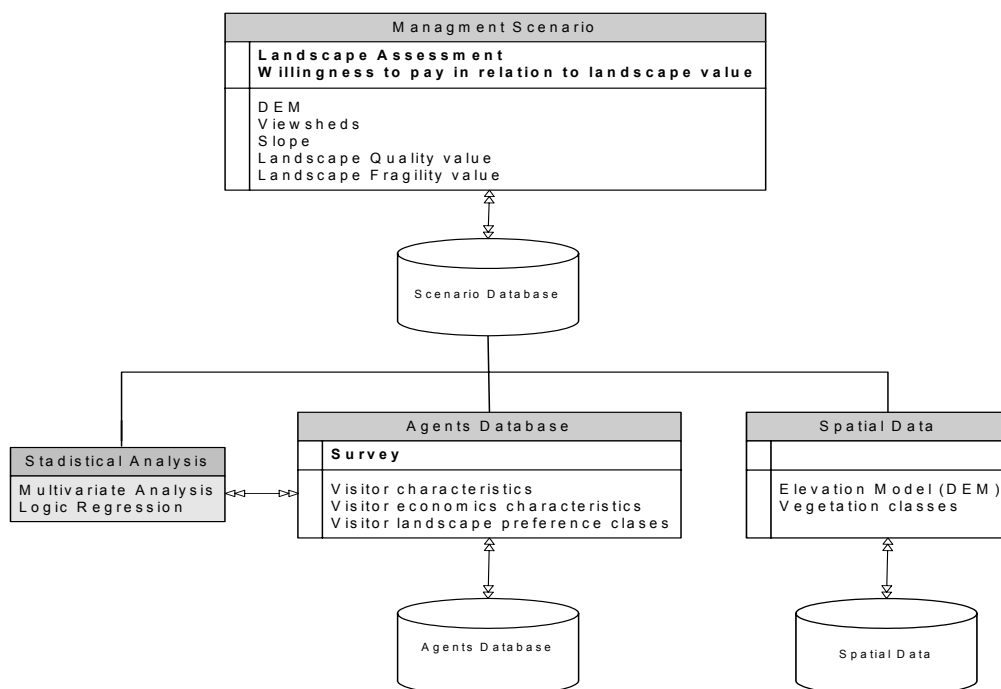 Managment Scenario
Landscape Assessment
Willingness to pay in relation to landscape value
DEM
Viewsheds
Slope
Landscape Quality value
Landscape Fragility value
Scenario Database
Stadistical Analysis
Multivariate Analysis
Logic Regression
Agents Database
Survey
Visitor characteristics
Visitor economics characteristics
Visitor landscape preference clases
Spatial Data
Elevation Model (DEM)
Vegetation classes
Agents Database
Spatial Data